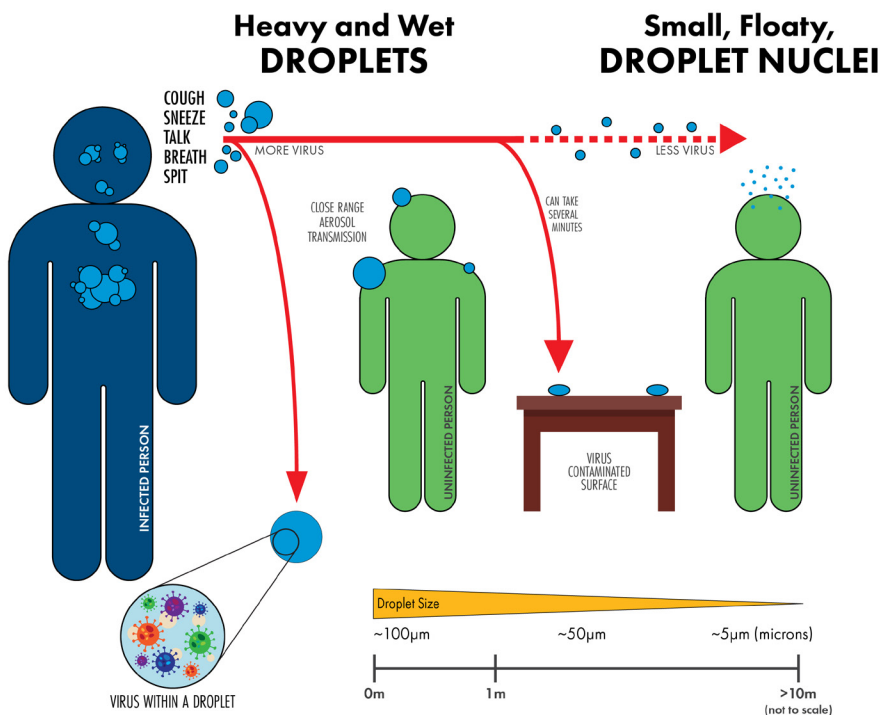 Heavy and Wet
DROPLETS
Small, Floaty,
DROPLET NUCLEI
COUGH
SNEEZE
TALK
BREATH
SPIT
MORE VIRUS
LESS VIRUS
CLOSE RANGE
AEROSOL
TRANSMISSION
CAN TAKE
SEVERAL
MINUTES
INFECTED PERSON
UNINFECTED PERSON
VIRUS
CONTAMINATED
SURFACE
UNINFECTED PERSON
VIRUS WITHIN A DROPLET
Droplet Size
~100µm ~50µm ~5µm (microns)
0m 1m >10m
(not to scale)